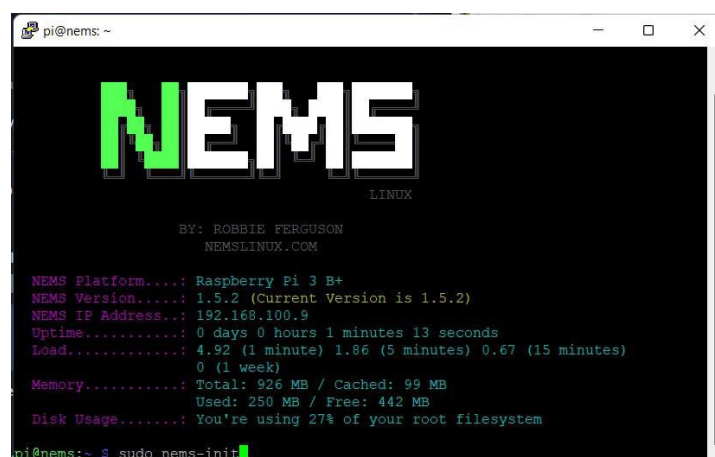 pi@nems: ~
NEMS
LINUX
BY: ROBBIE FERGUSON
NEMSLINUX.COM
NEMS Platform....: Raspberry Pi 3 B+
NEMS Version.....: 1.5.2 (Current Version is 1.5.2)
NEMS IP Address..: 192.168.100.9
Uptime...........: 0 days 0 hours 1 minutes 13 seconds
Load.............: 4.92 (1 minute) 1.86 (5 minutes) 0.67 (15 minutes)
0 (1 week)
Memory...........: Total: 926 MB / Cached: 99 MB
Used: 250 MB / Free: 442 MB
Disk Usage.......: You're using 27% of your root filesystem
pi@nems:~ $ sudo nems-init